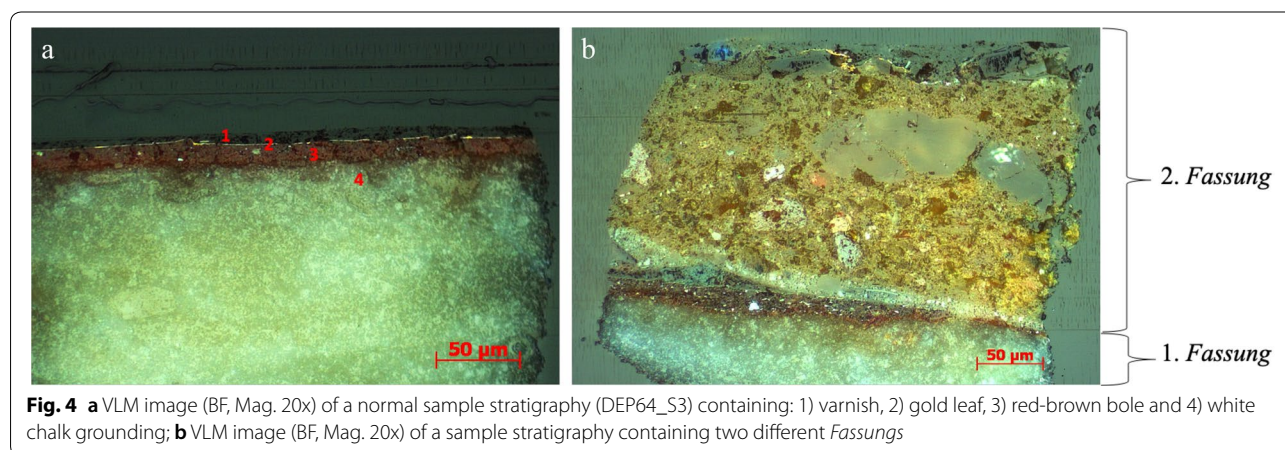 a
b
1
2
3
4
50 µm
50 µm
2. Fassung
1. Fassung
Fig. 4 a VLM image (BF, Mag. 20x) of a normal sample stratigraphy (DEP64_S3) containing: 1) varnish, 2) gold leaf, 3) red-brown bole and 4) white
chalk grounding; b VLM image (BF, Mag. 20x) of a sample stratigraphy containing two different Fassungs